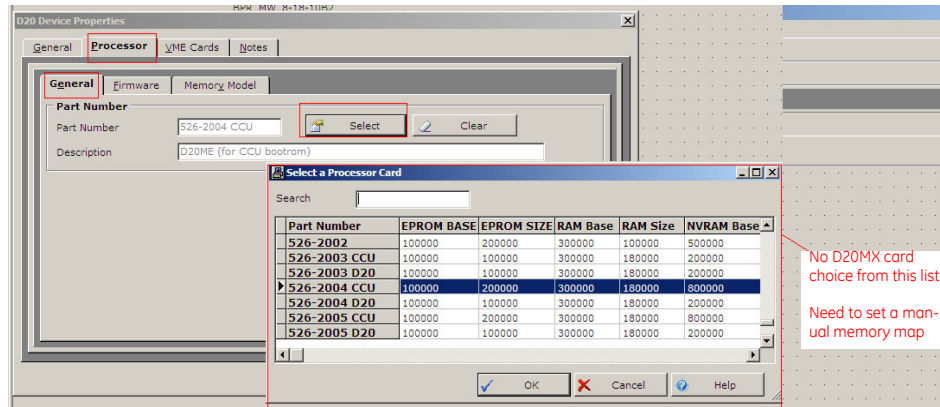 BPR_MW_8-18-10B2
D20 Device Properties
General Processor VME Cards Notes
General Firmware Memory Model
Part Number
Part Number 526-2004 CCU Select Clear
Description D20ME (for CCU bootrom)
Select a Processor Card
Search
Part Number EPROM BASE EPROM SIZE RAM Base RAM Size NVRAM Base
526-2002 100000 200000 300000 100000 500000
526-2003 CCU 100000 100000 300000 180000 200000
526-2003 D20 100000 100000 300000 180000 200000
526-2004 CCU 100000 200000 300000 180000 800000
526-2004 D20 100000 100000 300000 180000 200000
526-2005 CCU 100000 200000 300000 180000 800000
526-2005 D20 100000 100000 300000 180000 200000
OK Cancel Help
No D20MX card
choice from this list
Need to set a man-
ual memory map